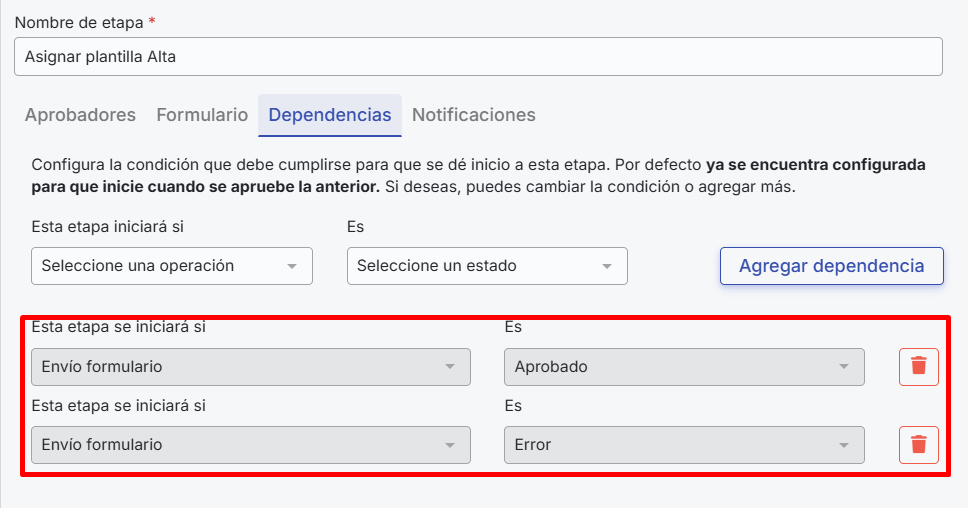 Nombre de etapa *
Asignar plantilla Alta
Aprobadores Formulario Dependencias Notificaciones
Configura la condición que debe cumplirse para que se dé inicio a esta etapa. Por defecto ya se encuentra configurada
para que inicie cuando se apruebe la anterior. Si deseas, puedes cambiar la condición o agregar más.
Esta etapa iniciará si Es
Seleccione una operación Seleccione un estado Agregar dependencia
Esta etapa se iniciará si Es
Envío formulario Aprobado
Esta etapa se iniciará si Es
Envío formulario Error